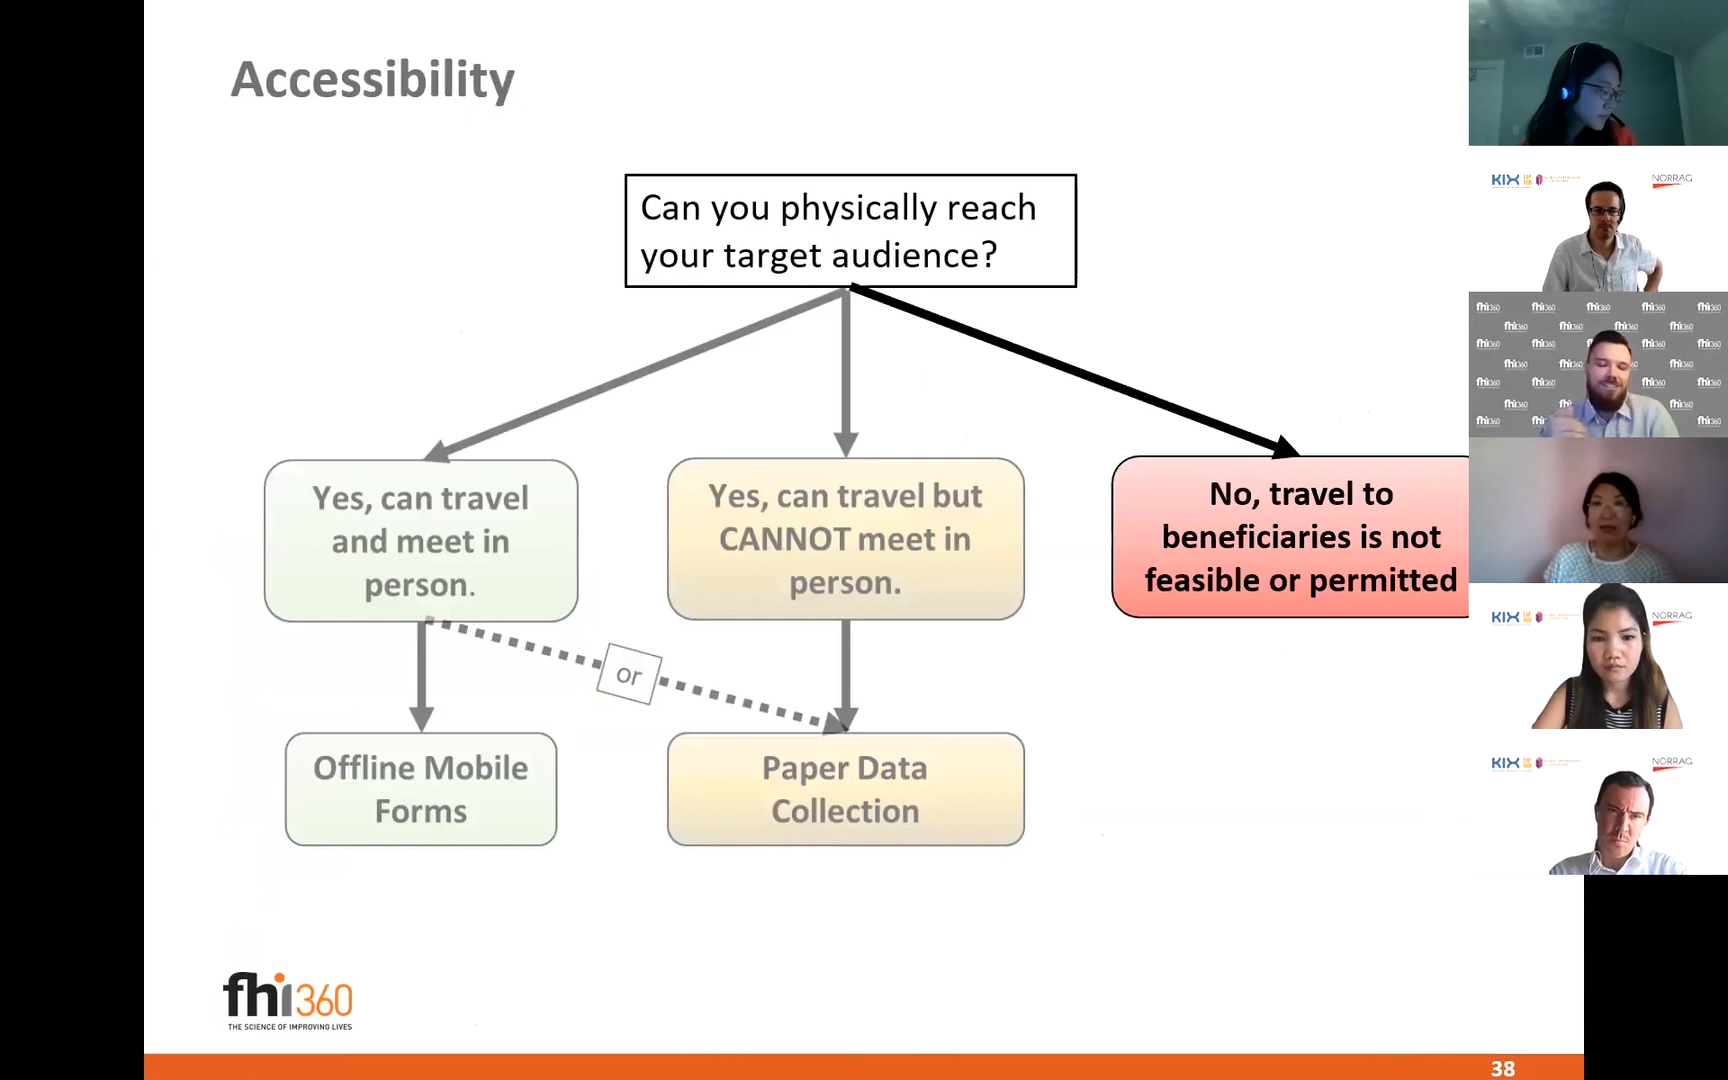 Accessibility
Can you physically reach
your target audience?
Yes, can travel
and meet in
person.
Yes, can travel but
CANNOT meet in
person.
No, travel to
beneficiaries is not
feasible or permitted
or
Offline Mobile
Forms
Paper Data
Collection
fhi360
THE SCIENCE OF IMPROVING LIVES
38
KIX
NORRAG
fhi360
KIX
NORRAG
KIX
NORRAG